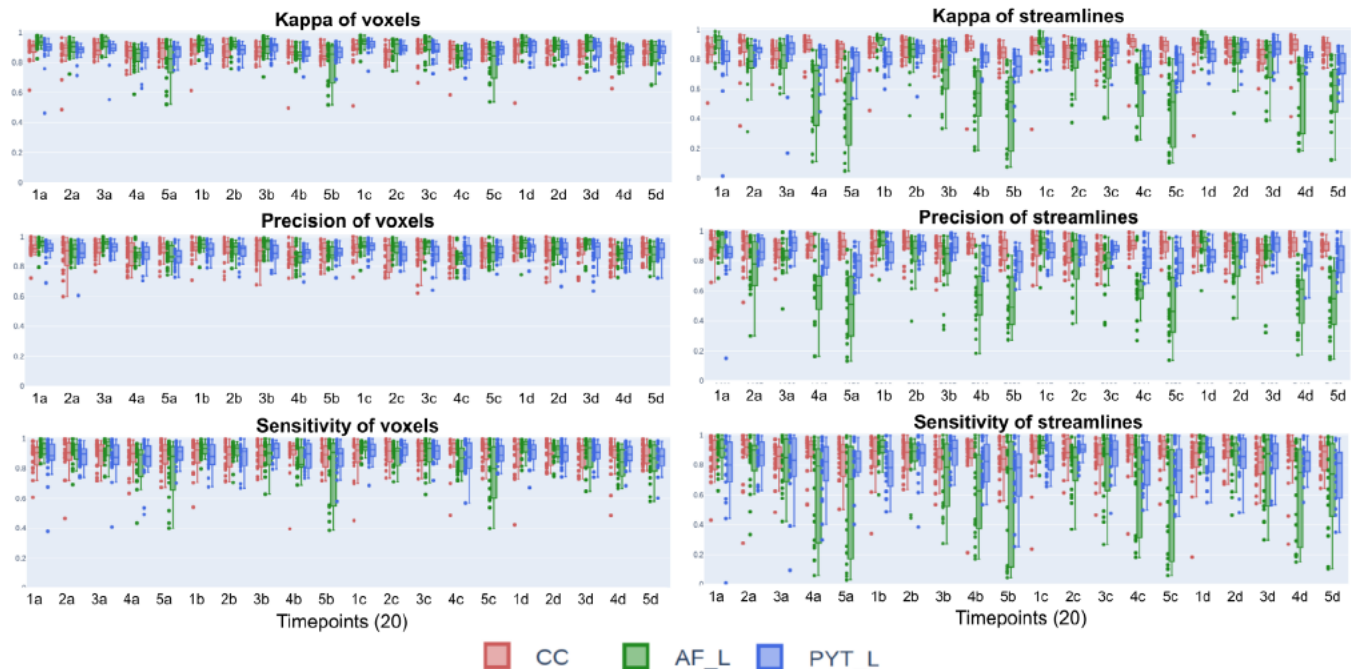 Kappa of voxels
1
0.8
0.6
0.4
0.2
0
1a 2a 3a 4a 5a 1b 2b 3b 4b 5b 1c 2c 3c 4c 5c 1d 2d 3d 4d 5d
Precision of voxels
1
0.8
0.6
0.4
0.2
0
1a 2a 3a 4a 5a 1b 2b 3b 4b 5b 1c 2c 3c 4c 5c 1d 2d 3d 4d 5d
Sensitivity of voxels
1
0.8
0.6
0.4
0.2
1a 2a 3a 4a 5a 1b 2b 3b 4b 5b 1c 2c 3c 4c 5c 1d 2d 3d 4d 5d
Timepoints (20)
Kappa of streamlines
1
0.8
0.6
0.4
0.2
0
1a 2a 3a 4a 5a 1b 2b 3b 4b 5b 1c 2c 3c 4c 5c 1d 2d 3d 4d 5d
Precision of streamlines
1
0.8
0.6
0.4
0.2
0
1a 2a 3a 4a 5a 1b 2b 3b 4b 5b 1c 2c 3c 4c 5c 1d 2d 3d 4d 5d
Sensitivity of streamlines
1
0.8
0.6
0.4
0.2
0
1a 2a 3a 4a 5a 1b 2b 3b 4b 5b 1c 2c 3c 4c 5c 1d 2d 3d 4d 5d
Timepoints (20)
CC AF_L PYT_L